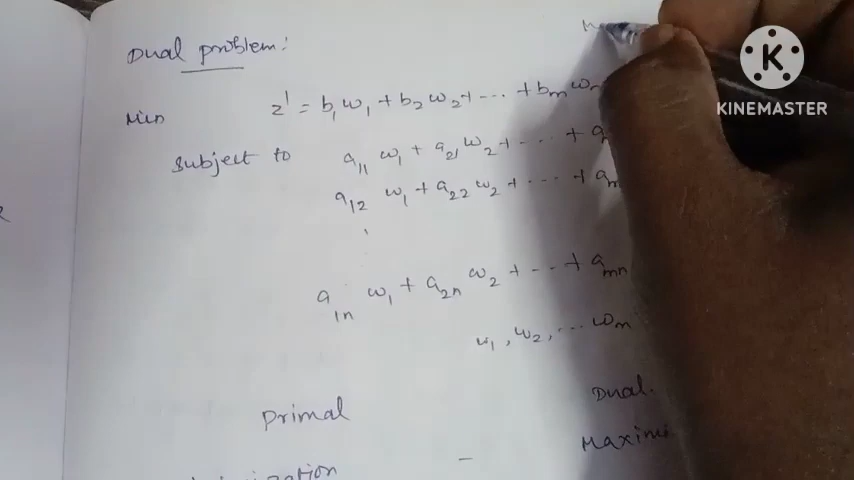 Dual problem:
Min z' = b₁ w₁ + b₂ w₂ + ... + bₘ
KINEMASTER
Subject to a₁₁ w₁ + a₂₁ w₂ + ... +
a₁₂ w₁ + a₂₂ w₂ + ... +
a₁ₙ w₁ + a₂ₙ w₂ + ... + aₘₙ
w₁, w₂, ... wₘ
Primal Dual.
- Maximi